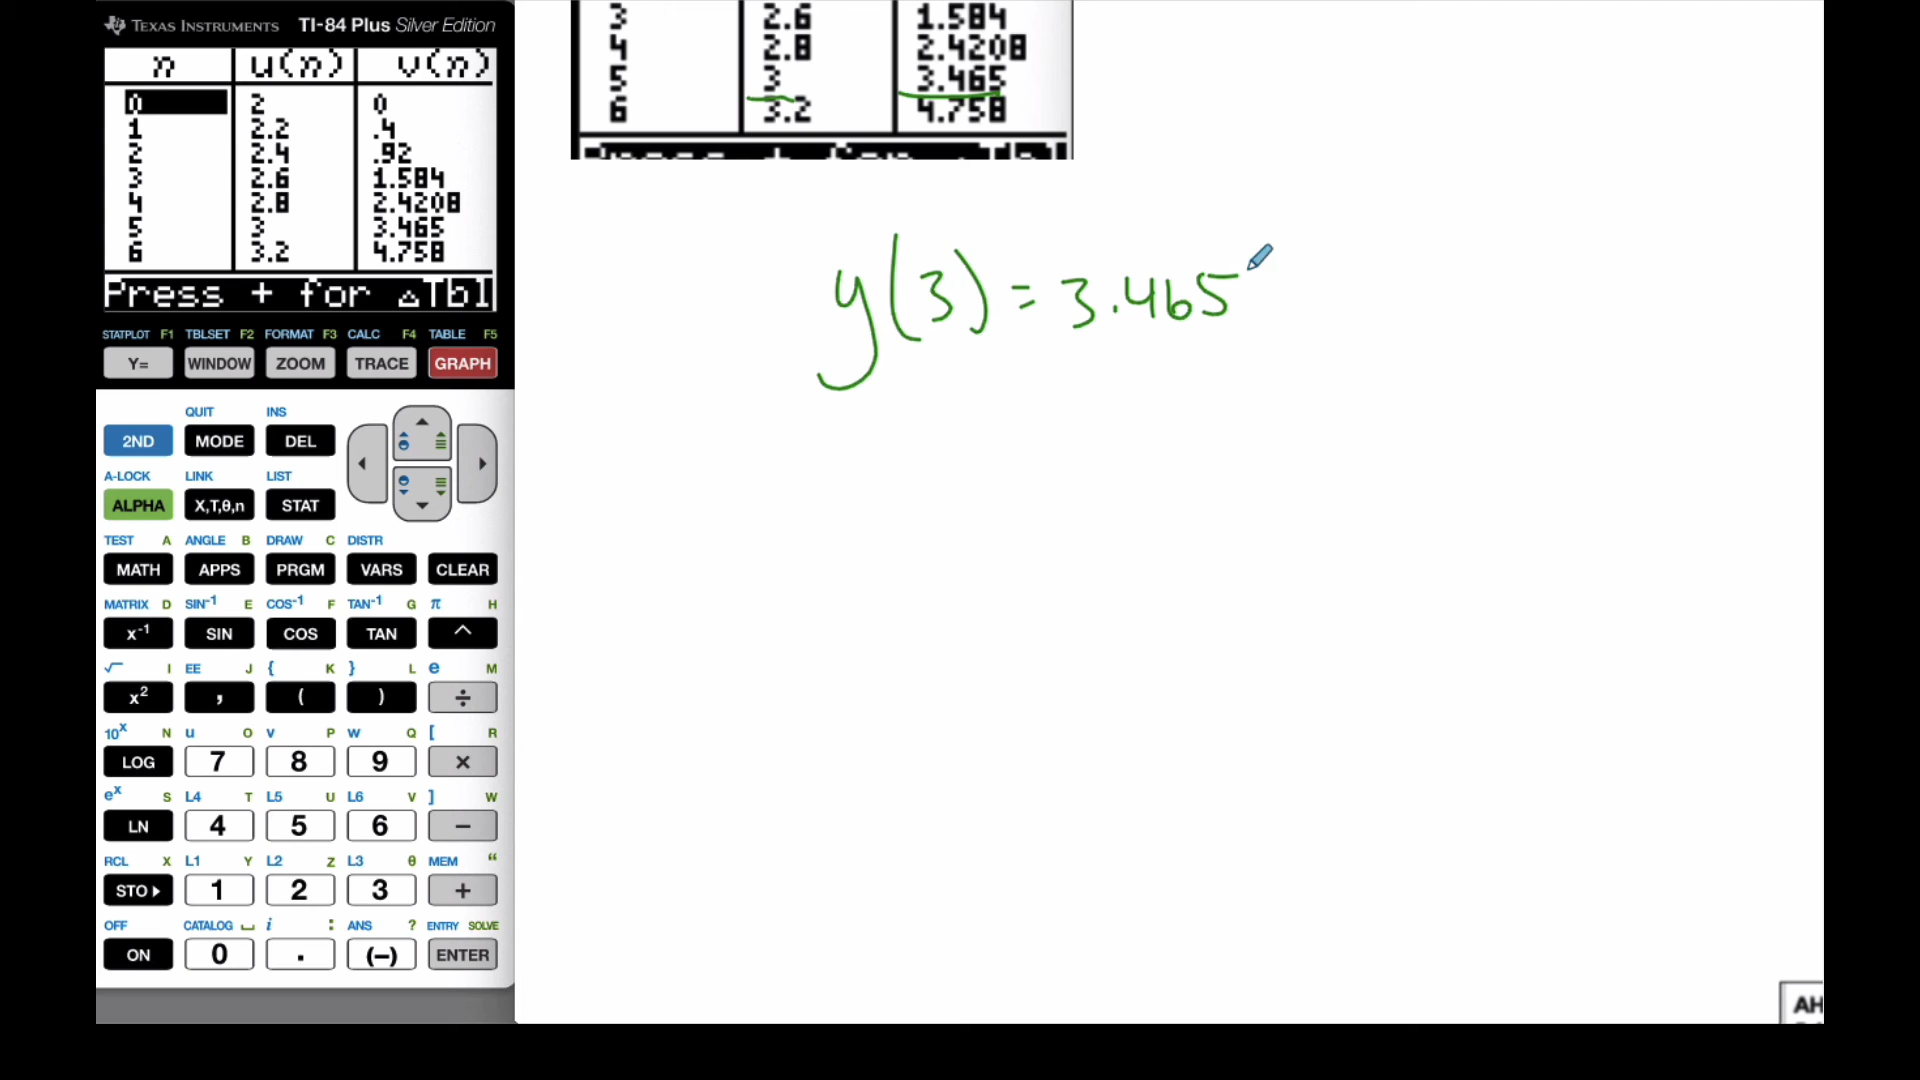 TEXAS INSTRUMENTS TI-84 Plus Silver Edition
n u(n) v(n)
0 2 0
1 2.2 .4
2 2.4 .92
3 2.6 1.584
4 2.8 2.4208
5 3 3.465
6 3.2 4.758
Press + for ΔTbl
STATPLOT F1 TBLSET F2 FORMAT F3 CALC F4 TABLE F5
Y= WINDOW ZOOM TRACE GRAPH
QUIT INS
2ND MODE DEL
A-LOCK LINK LIST
ALPHA X,T,θ,n STAT
TEST A ANGLE B DRAW C DISTR
MATH APPS PRGM VARS CLEAR
MATRIX D SIN⁻¹ E COS⁻¹ F TAN⁻¹ G π H
x⁻¹ SIN COS TAN ^
√ I EE J { K } L e M
x² , ( ) ÷
10ˣ N u O v P w Q [ R
LOG 7 8 9 ×
eˣ S L4 T L5 U L6 V ] W
LN 4 5 6 −
RCL X L1 Y L2 Z L3 θ MEM “
STO▸ 1 2 3 +
OFF CATALOG ⎵ i : ANS ? ENTRY SOLVE
ON 0 . (−) ENTER
3 2.6 1.584
4 2.8 2.4208
5 3 3.465
6 3.2 4.758
y(3) = 3.465
AH